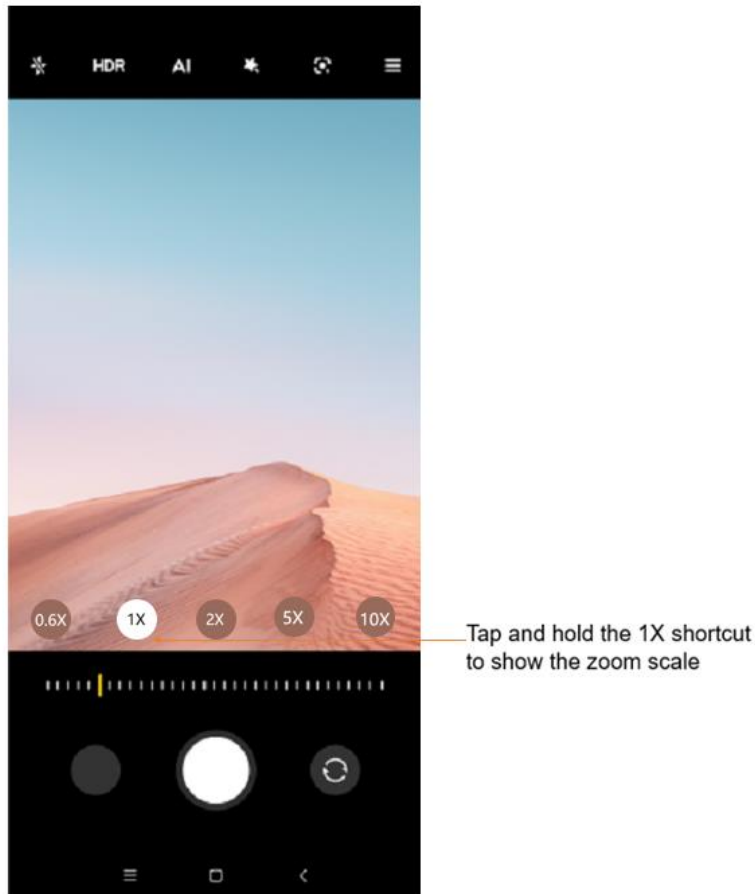 HDR AI
0.6X 1X 2X 5X 10X
Tap and hold the 1X shortcut
to show the zoom scale